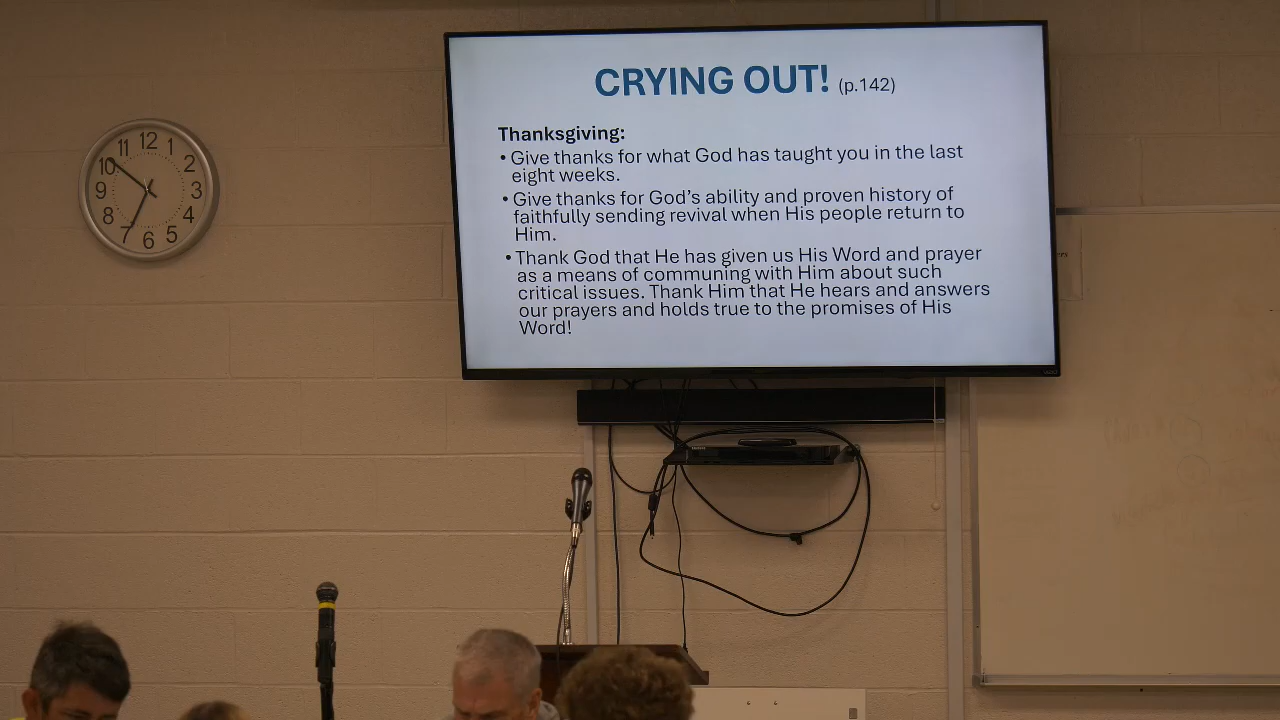 CRYING OUT! (p.142)
Thanksgiving:
• Give thanks for what God has taught you in the last
eight weeks.
• Give thanks for God's ability and proven history of
faithfully sending revival when His people return to
Him.
• Thank God that He has given us His Word and prayer
as a means of communing with Him about such
critical issues. Thank Him that He hears and answers
our prayers and holds true to the promises of His
Word!
12
1
2
3
4
5
6
7
8
9
10
11
VIZIO